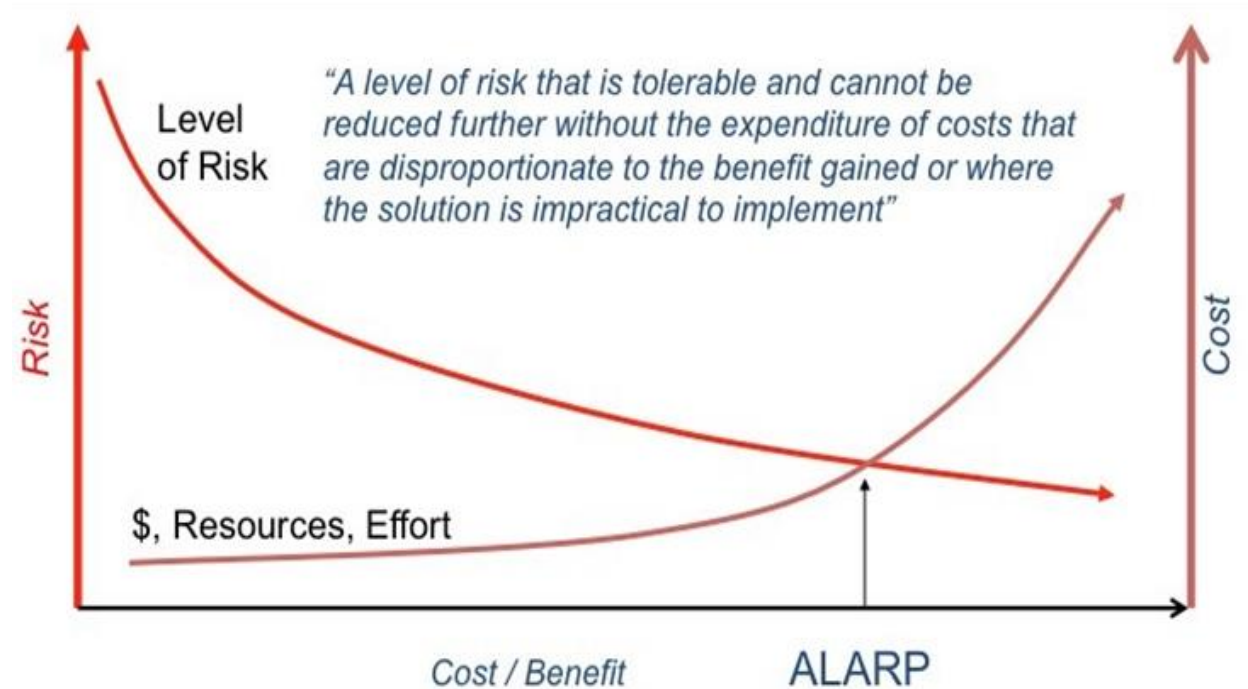 “A level of risk that is tolerable and cannot be
reduced further without the expenditure of costs that
are disproportionate to the benefit gained or where
the solution is impractical to implement”
Level
of Risk
Risk
Cost
$, Resources, Effort
Cost / Benefit
ALARP